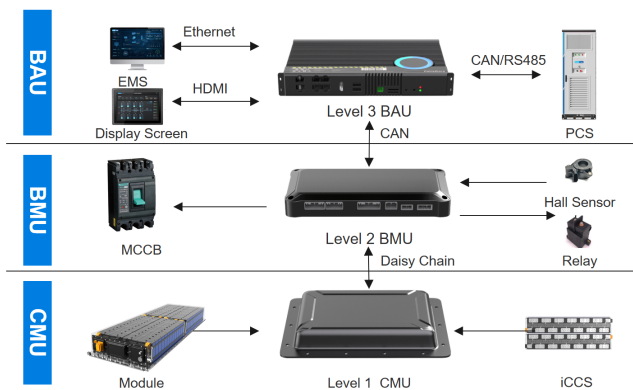 BAU
Ethernet
EMS
HDMI
Display Screen
Level 3 BAU
CAN/RS485
PCS
CAN
BMU
MCCB
Level 2 BMU
Hall Sensor
Relay
Daisy Chain
CMU
Module
Level 1 CMU
iCCS